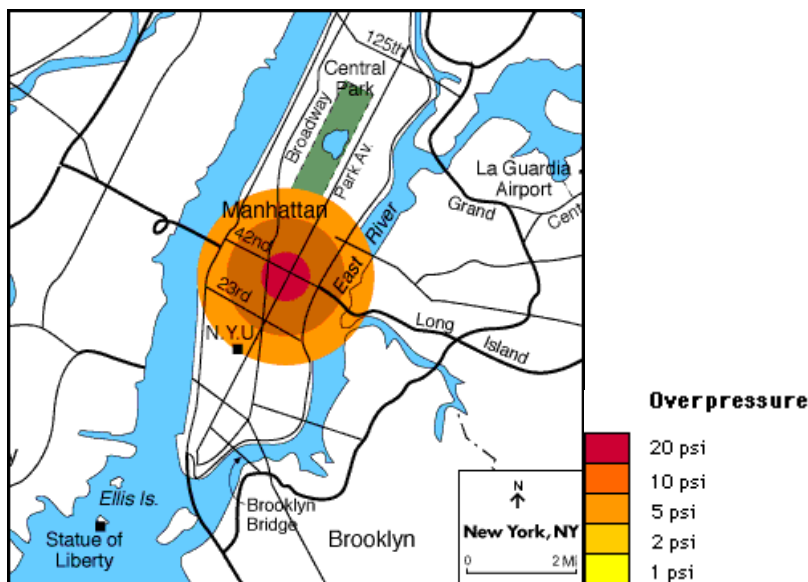 125th
Central
Park
Broadway
Park Av.
La Guardia
Airport
Grand
Cent
Manhattan
River
East
42nd
23rd
N.Y.U
Long
Island
Overpressure
20 psi
10 psi
5 psi
2 psi
1 psi
Ellis Is.
Statue of
Liberty
Brooklyn
Bridge
Brooklyn
N
New York, NY
0 2 Mi